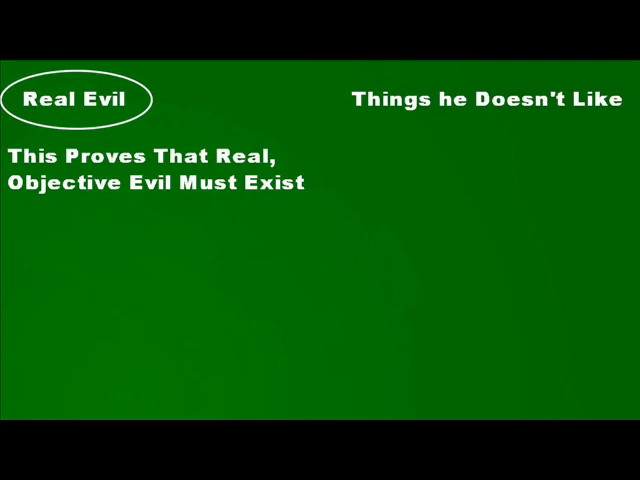 Real Evil
Things he Doesn't Like
This Proves That Real,
Objective Evil Must Exist